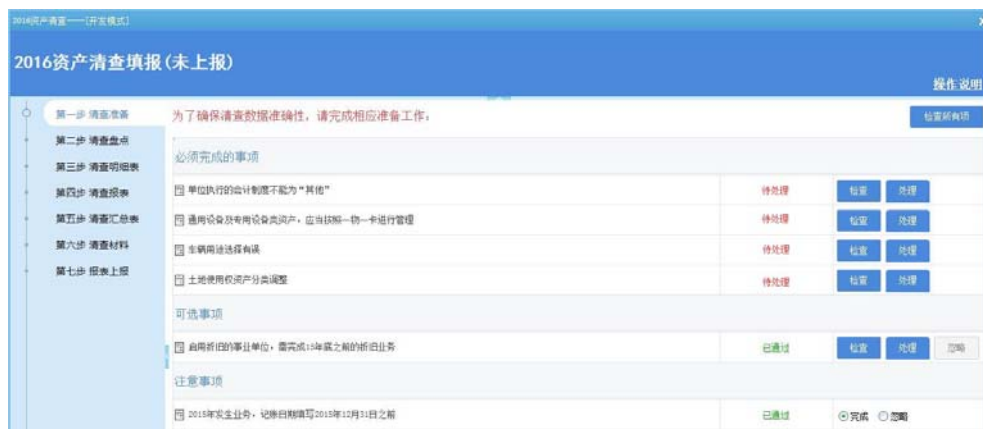 2016资产清查——[开发模式]
2016资产清查填报(未上报)
操作说明
第一步 清查准备
第二步 清查盘点
第三步 清查明细表
第四步 清查报表
第五步 清查汇总表
第六步 清查材料
第七步 报表上报
为了确保清查数据准确性，请完成相应准备工作： 检查所有项
必须完成的事项
单位执行的会计制度不能为“其他” 待处理 检查 处理
通用设备及专用设备类资产，应当按照一物一卡进行管理 待处理 检查 处理
车辆用途选择有误 待处理 检查 处理
土地使用权资产分类调整 待处理 检查 处理
可选事项
启用折旧的事业单位，需完成15年底之前的折旧业务 已通过 检查 处理 忽略
注意事项
2015年发生业务，记账日期填写2015年12月31日之前 已通过 完成 忽略